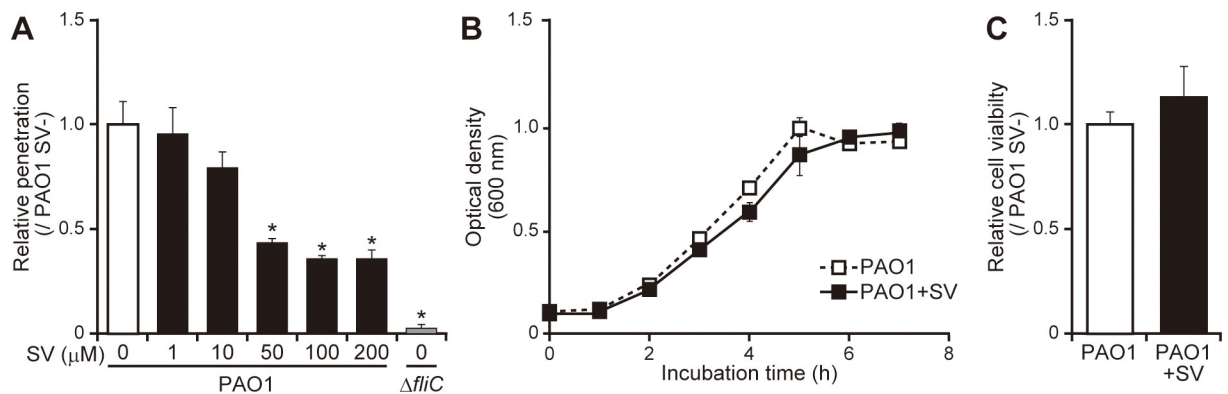 A
Relative penetration
(/ PAO1 SV-)
1.5
1.0
0.5
0
*
*
*
*
SV (μM) 0 1 10 50 100 200 0
PAO1
ΔfliC
B
Optical density
(600 nm)
1.5
1.0
0.5
0
0 2 4 6 8
Incubation time (h)
PAO1
PAO1+SV
C
Relative cell vialbility
(/ PAO1 SV-)
1.5
1.0
0.5
0
PAO1
PAO1
+SV